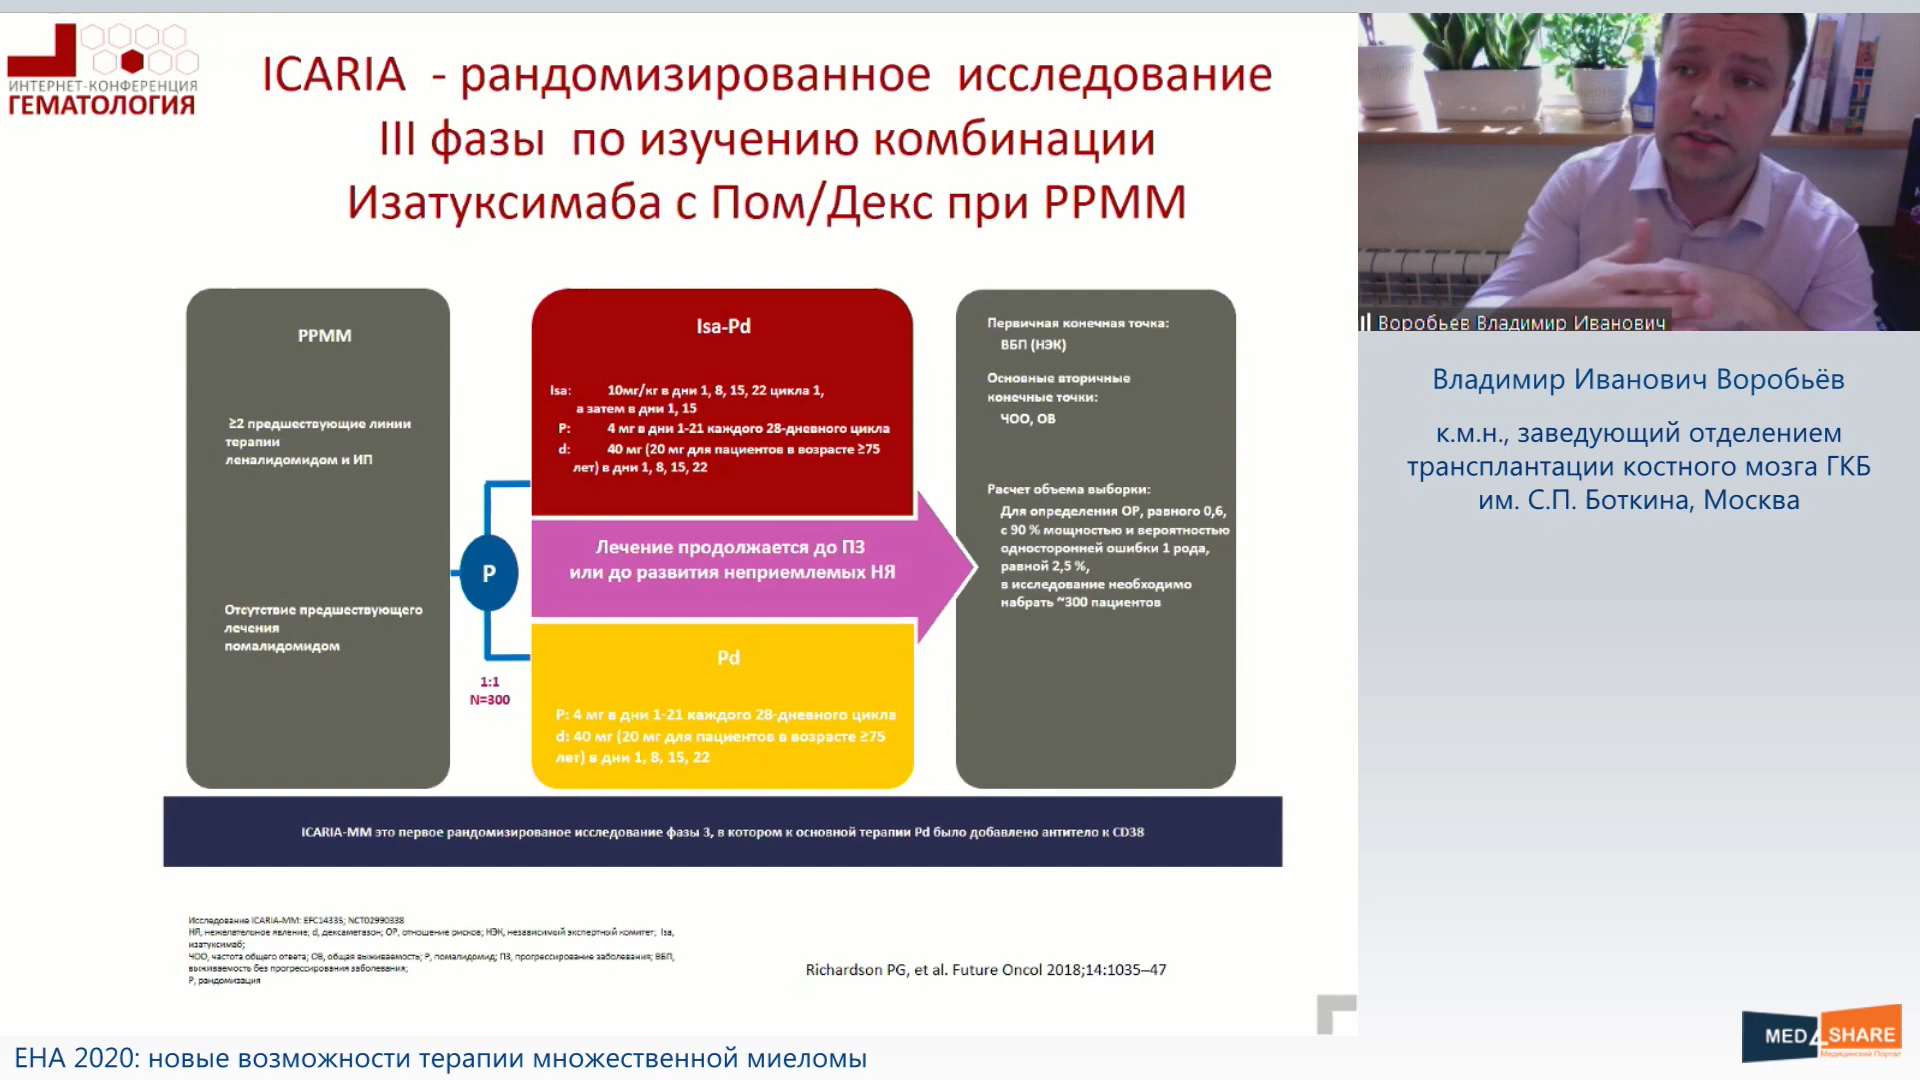 ИНТЕРНЕТ-КОНФЕРЕНЦИЯ
ГЕМАТОЛОГИЯ
ICARIA - рандомизированное исследование
III фазы по изучению комбинации
Изатуксимаба с Пом/Декс при РРММ
РРММ
≥2 предшествующие линии
терапии
леналидомидом и ИП
Отсутствие предшествующего
лечения
помалидомидом
Р
1:1
N=300
Isa-Pd
Isa: 10мг/кг в дни 1, 8, 15, 22 цикла 1,
а затем в дни 1, 15
P: 4 мг в дни 1-21 каждого 28-дневного цикла
d: 40 мг (20 мг для пациентов в возрасте ≥75
лет) в дни 1, 8, 15, 22
Лечение продолжается до ПЗ
или до развития неприемлемых НЯ
Pd
P: 4 мг в дни 1-21 каждого 28-дневного цикла
d: 40 мг (20 мг для пациентов в возрасте ≥75
лет) в дни 1, 8, 15, 22
Первичная конечная точка:
ВБП (НЭК)
Основные вторичные
конечные точки:
ЧОО, ОВ
Расчет объема выборки:
Для определения ОР, равного 0,6,
с 90 % мощностью и вероятностью
односторонней ошибки 1 рода,
равной 2,5 %,
в исследование необходимо
набрать ~300 пациентов
ICARIA-MM это первое рандомизированое исследование фазы 3, в котором к основной терапии Pd было добавлено антитело к CD38
Исследование ICARIA-MM: EFC14335; NCT02990338
НЯ, нежелательное явление; d, дексаметазон; ОР, отношение рисков; НЭК, независимый экспертный комитет; Isa,
изатуксимаб;
ЧОО, частота общего ответа; ОВ, общая выживаемость; P, помалидомид; ПЗ, прогрессирование заболевания; ВБП,
выживаемость без прогрессирования заболевания;
Р, рандомизация
Richardson PG, et al. Future Oncol 2018;14:1035–47
Воробьев Владимир Иванович
Владимир Иванович Воробьёв
к.м.н., заведующий отделением
трансплантации костного мозга ГКБ
им. С.П. Боткина, Москва
MED4SHARE
Медицинский Портал
EHA 2020: новые возможности терапии множественной миеломы